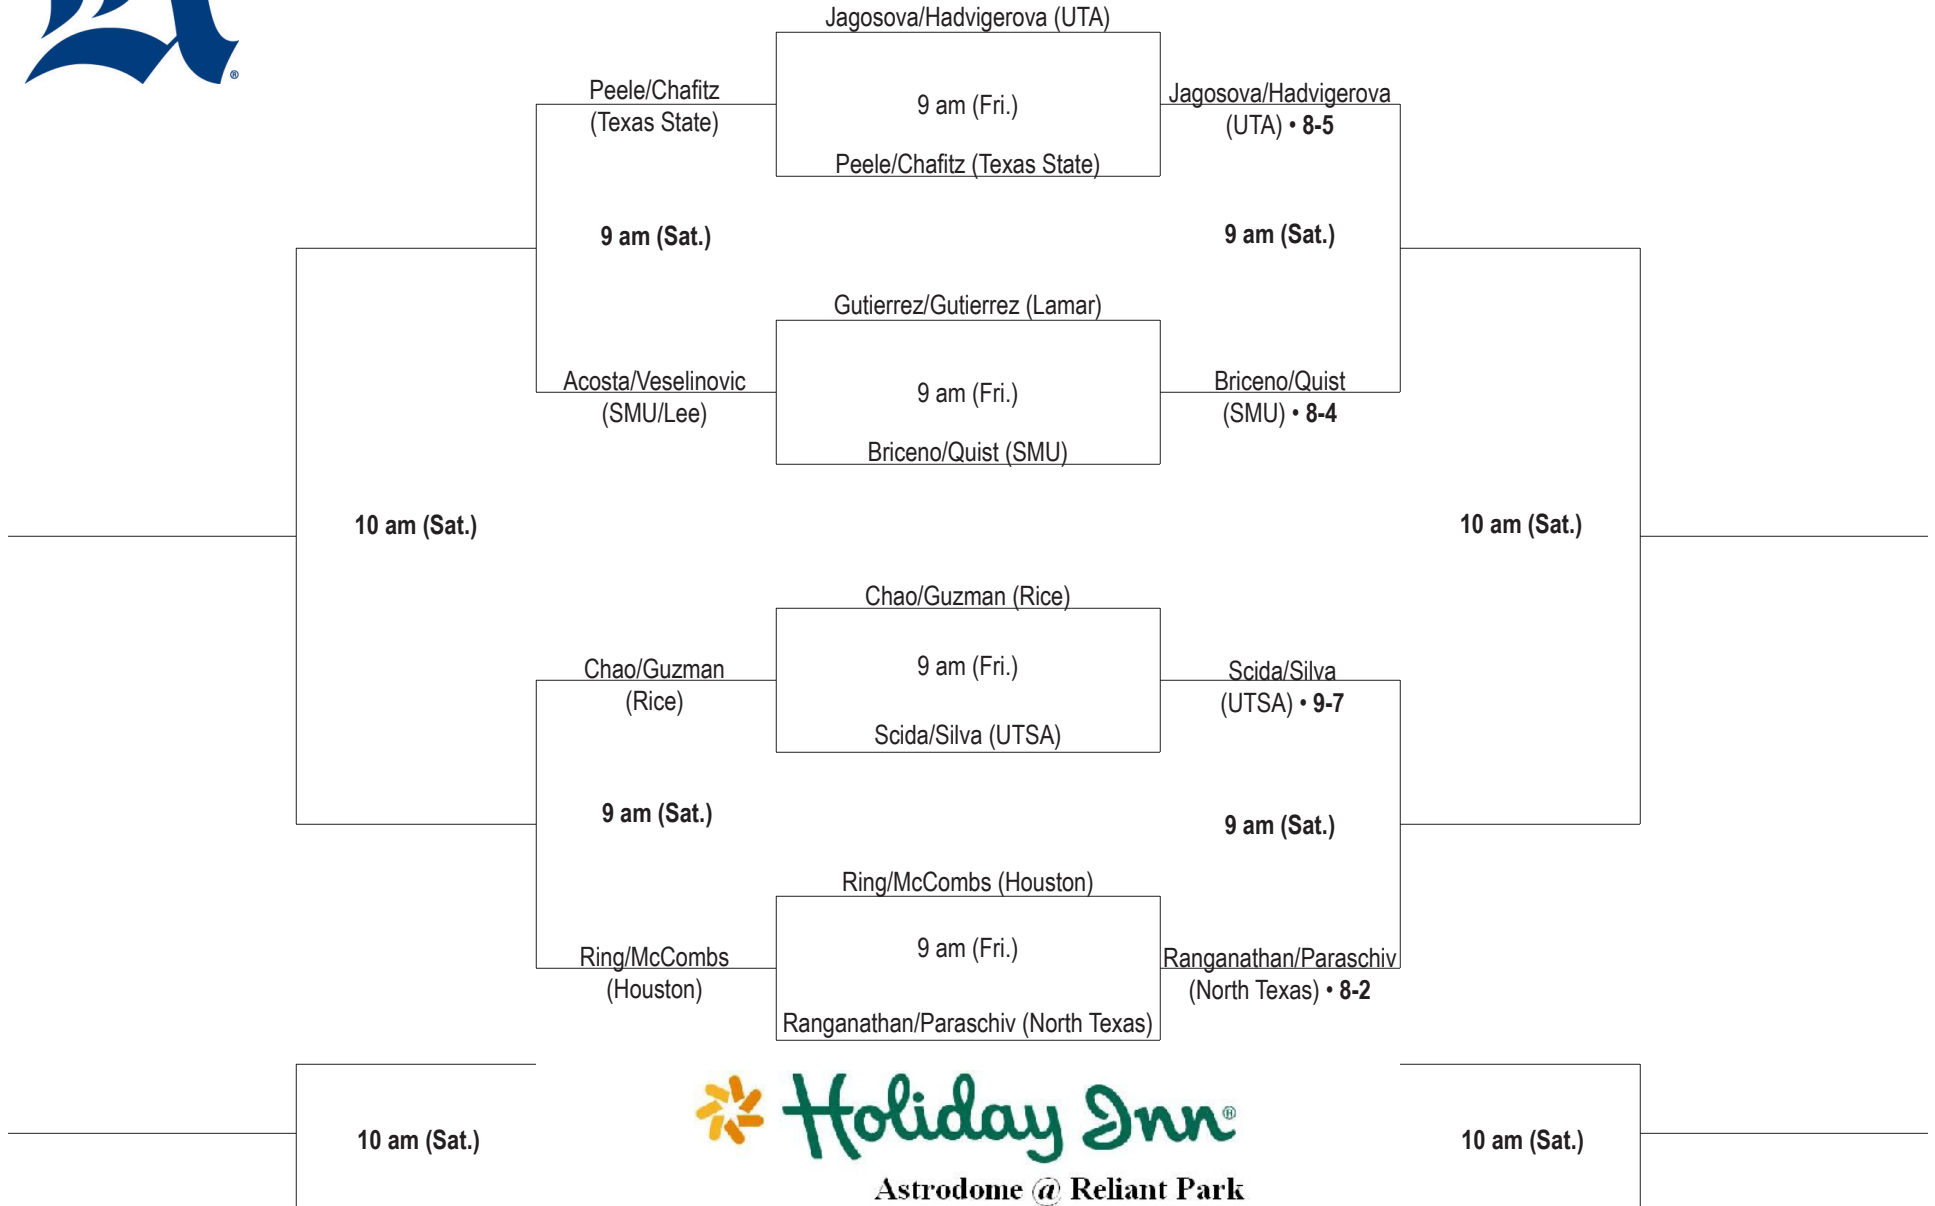 ®
Jagosova/Hadvigerova (UTA)
Peele/Chafitz
(Texas State)
9 am (Fri.)
Jagosova/Hadvigerova
(UTA) • 8-5
Peele/Chafitz (Texas State)
9 am (Sat.)
9 am (Sat.)
Gutierrez/Gutierrez (Lamar)
Acosta/Veselinovic
(SMU/Lee)
9 am (Fri.)
Briceno/Quist
(SMU) • 8-4
Briceno/Quist (SMU)
10 am (Sat.)
10 am (Sat.)
Chao/Guzman (Rice)
Chao/Guzman
(Rice)
9 am (Fri.)
Scida/Silva
(UTSA) • 9-7
Scida/Silva (UTSA)
9 am (Sat.)
9 am (Sat.)
Ring/McCombs (Houston)
Ring/McCombs
(Houston)
9 am (Fri.)
Ranganathan/Paraschiv
(North Texas) • 8-2
Ranganathan/Paraschiv (North Texas)
10 am (Sat.)
Holiday Inn®
10 am (Sat.)
Astrodome @ Reliant Park